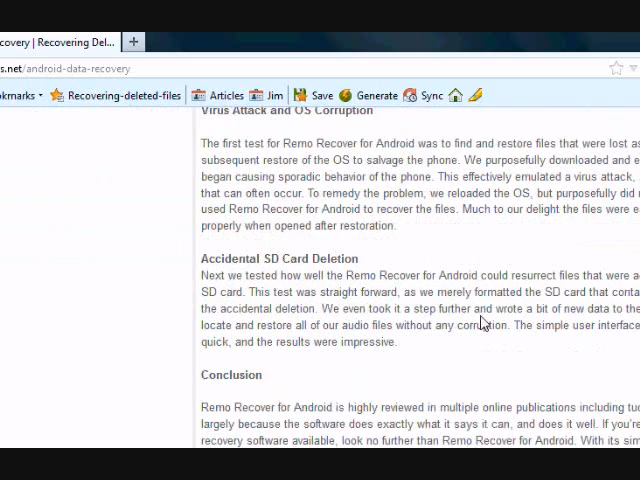 covery | Recovering Del...
s.net/android-data-recovery
kmarks Recovering-deleted-files Articles Jim Save Generate Sync
Virus Attack and OS Corruption
The first test for Remo Recover for Android was to find and restore files that were lost as
subsequent restore of the OS to salvage the phone. We purposefully downloaded and e
began causing sporadic behavior of the phone. This effectively emulated a virus attack,
that can often occur. To remedy the problem, we reloaded the OS, but purposefully did
used Remo Recover for Android to recover the files. Much to our delight the files were e
properly when opened after restoration.
Accidental SD Card Deletion
Next we tested how well the Remo Recover for Android could resurrect files that were a
SD card. This test was straight forward, as we merely formatted the SD card that conta
the accidental deletion. We even took it a step further and wrote a bit of new data to the
locate and restore all of our audio files without any corruption. The simple user interface
quick, and the results were impressive.
Conclusion
Remo Recover for Android is highly reviewed in multiple online publications including tu
largely because the software does exactly what it says it can, and does it well. If you're
recovery software available, look no further than Remo Recover for Android. With its sim